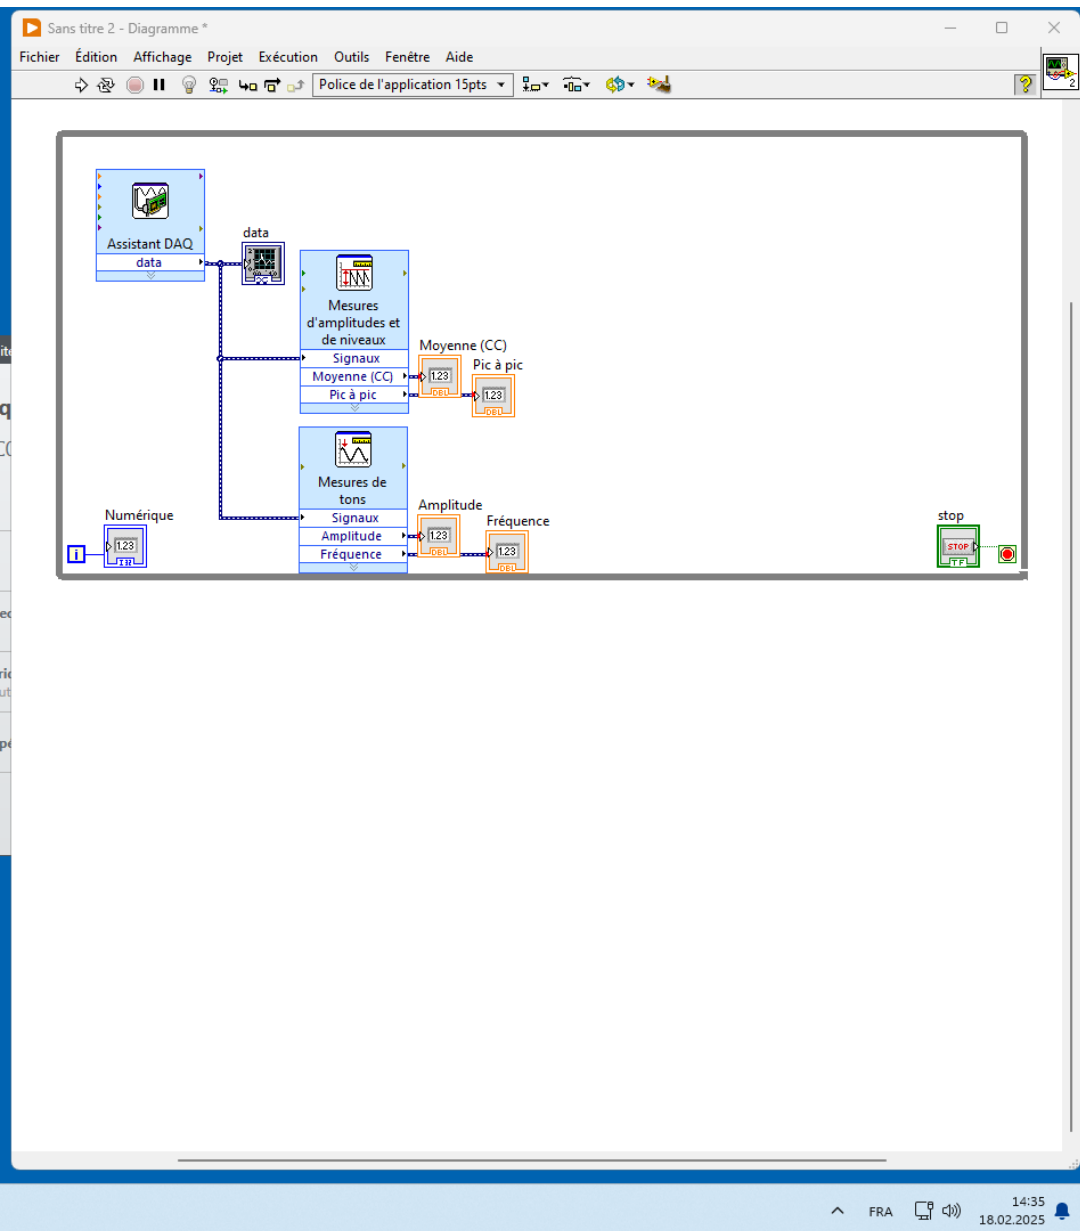 Sans titre 2 - Diagramme *
Fichier Édition Affichage Projet Exécution Outils Fenêtre Aide
Police de l'application 15pts
?
2
Assistant DAQ
data
data
Mesures
d'amplitudes et
de niveaux
Signaux
Moyenne (CC)
Pic à pic
Moyenne (CC)
1.23
DBL
Pic à pic
1.23
DBL
Mesures de
tons
Signaux
Amplitude
Fréquence
Amplitude
1.23
DBL
Fréquence
1.23
DBL
Numérique
i
1.23
I32
stop
STOP
TF
FRA
14:35
18.02.2025